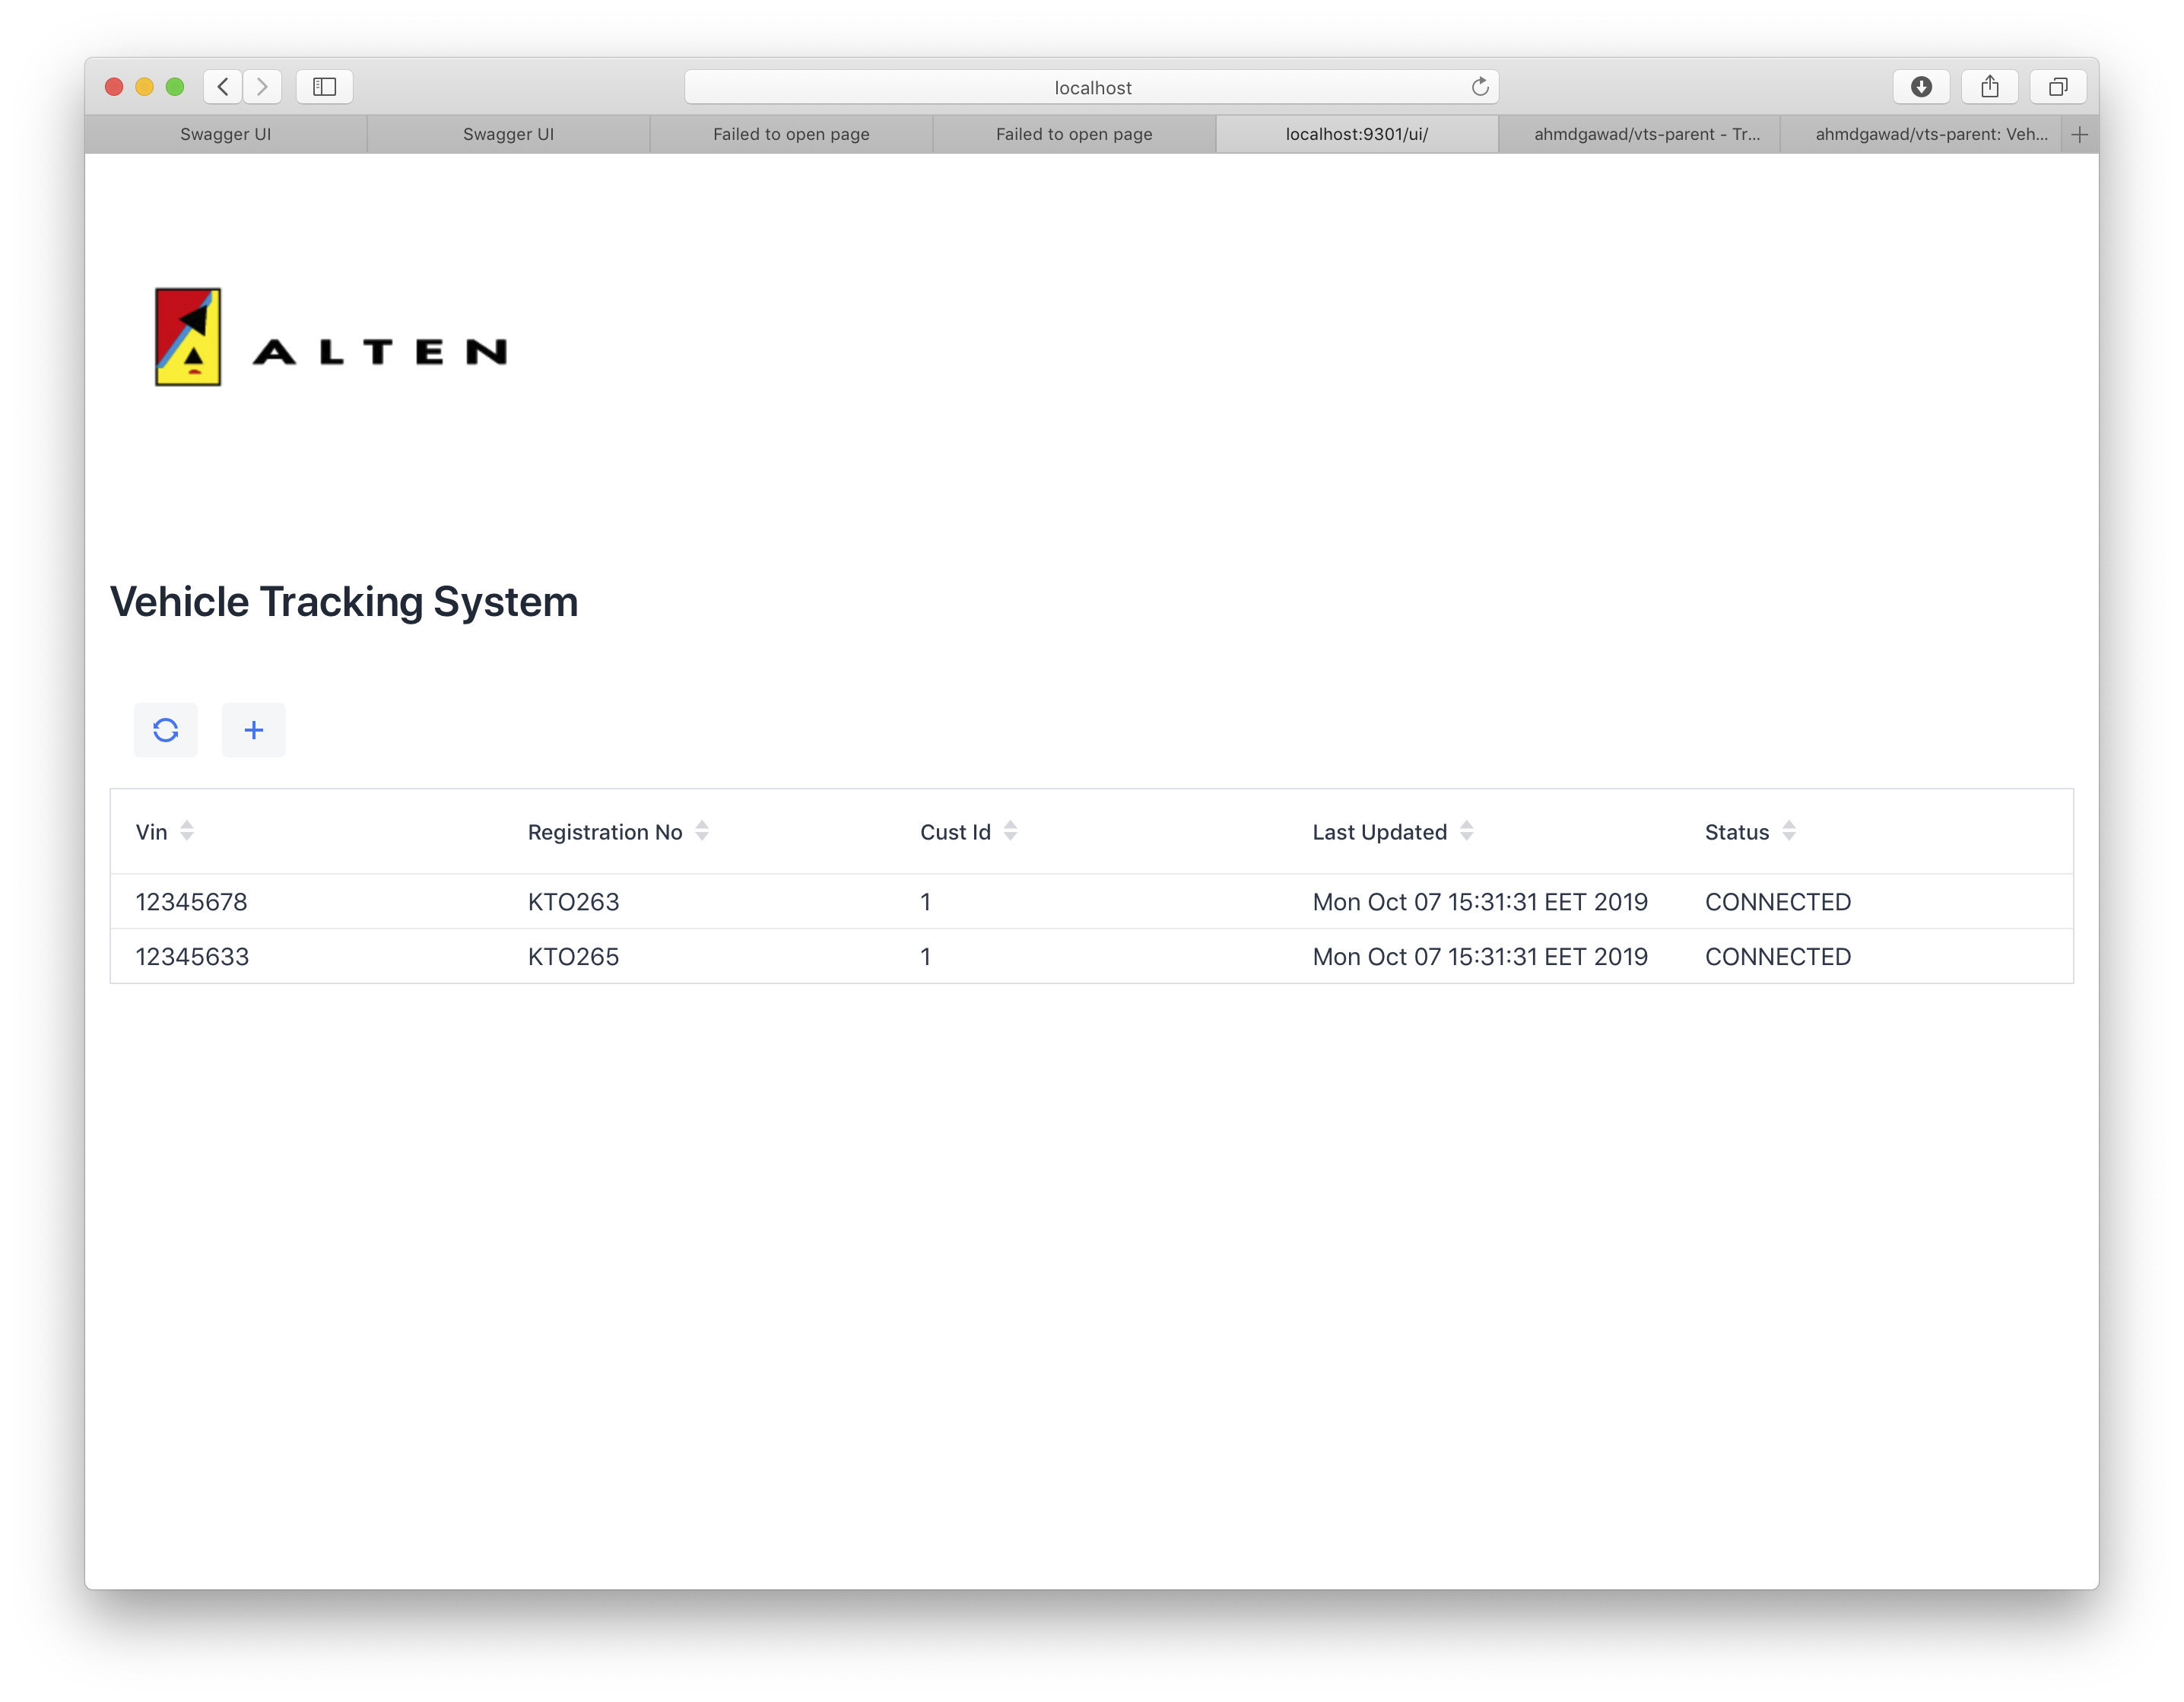 localhost
Swagger UI Swagger UI Failed to open page Failed to open page localhost:9301/ui/ ahmdgawad/vts-parent - Tr... ahmdgawad/vts-parent: Veh...
ALTEN
Vehicle Tracking System
Vin Registration No Cust Id Last Updated Status
12345678 KTO263 1 Mon Oct 07 15:31:31 EET 2019 CONNECTED
12345633 KTO265 1 Mon Oct 07 15:31:31 EET 2019 CONNECTED